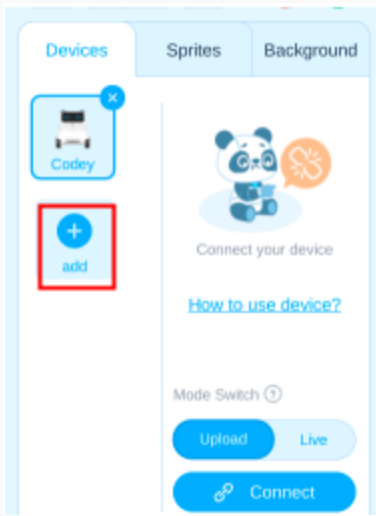 Devices Sprites Background
Codey
add
Connect your device
How to use device?
Mode Switch ?
Upload Live
Connect